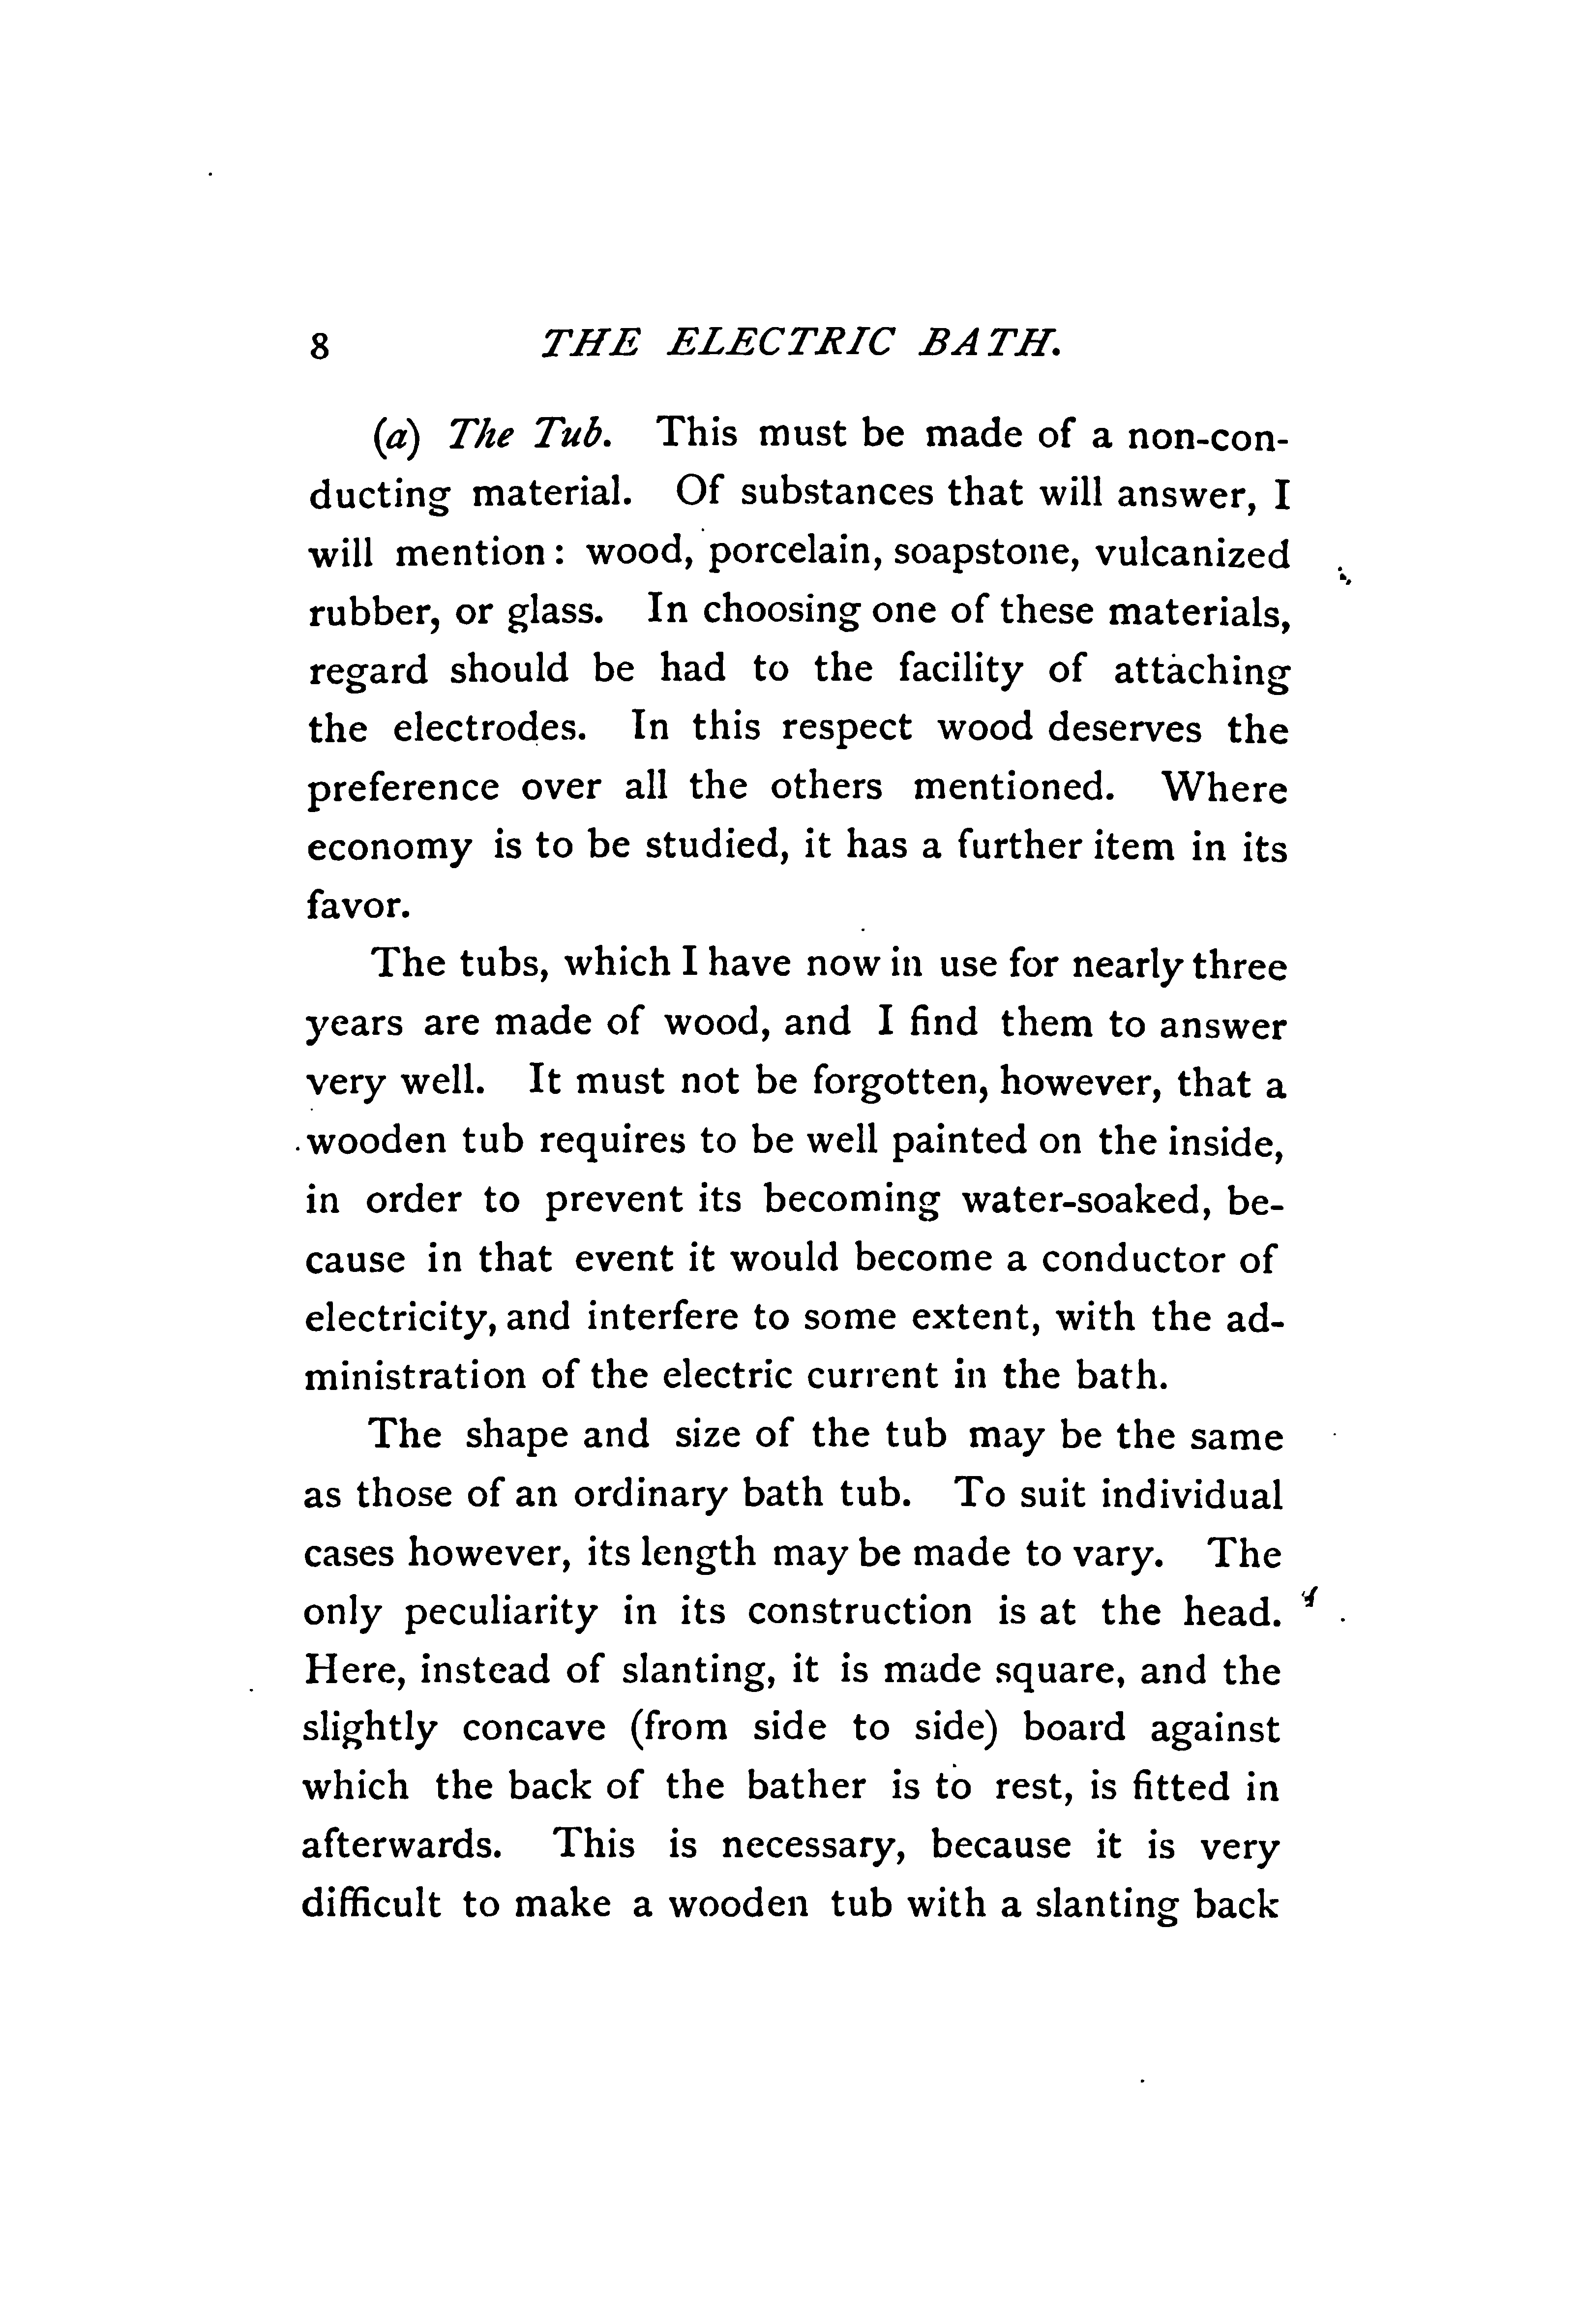 8 THE ELECTRIC BATH.
(a) The Tub. This must be made of a non-con-
ducting material. Of substances that will answer, I
will mention: wood, porcelain, soapstone, vulcanized
rubber, or glass. In choosing one of these materials,
regard should be had to the facility of attaching
the electrodes. In this respect wood deserves the
preference over all the others mentioned. Where
economy is to be studied, it has a further item in its
favor.
The tubs, which I have now in use for nearly three
years are made of wood, and I find them to answer
very well. It must not be forgotten, however, that a
wooden tub requires to be well painted on the inside,
in order to prevent its becoming water-soaked, be-
cause in that event it would become a conductor of
electricity, and interfere to some extent, with the ad-
ministration of the electric current in the bath.
The shape and size of the tub may be the same
as those of an ordinary bath tub. To suit individual
cases however, its length may be made to vary. The
only peculiarity in its construction is at the head.
Here, instead of slanting, it is made square, and the
slightly concave (from side to side) board against
which the back of the bather is to rest, is fitted in
afterwards. This is necessary, because it is very
difficult to make a wooden tub with a slanting back